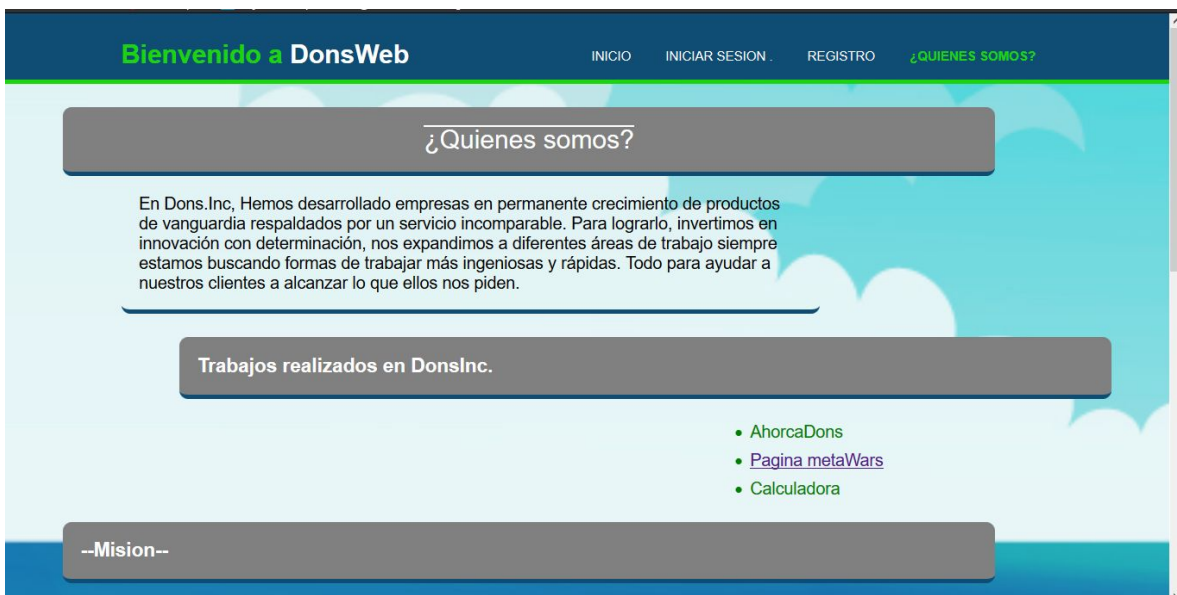 Bienvenido a DonsWeb
INICIO
INICIAR SESION .
REGISTRO
¿QUIENES SOMOS?
¿Quienes somos?
En Dons.Inc, Hemos desarrollado empresas en permanente crecimiento de productos
de vanguardia respaldados por un servicio incomparable. Para lograrlo, invertimos en
innovación con determinación, nos expandimos a diferentes áreas de trabajo siempre
estamos buscando formas de trabajar más ingeniosas y rápidas. Todo para ayudar a
nuestros clientes a alcanzar lo que ellos nos piden.
Trabajos realizados en DonsInc.
AhorcaDons
Pagina metaWars
Calculadora
--Mision--